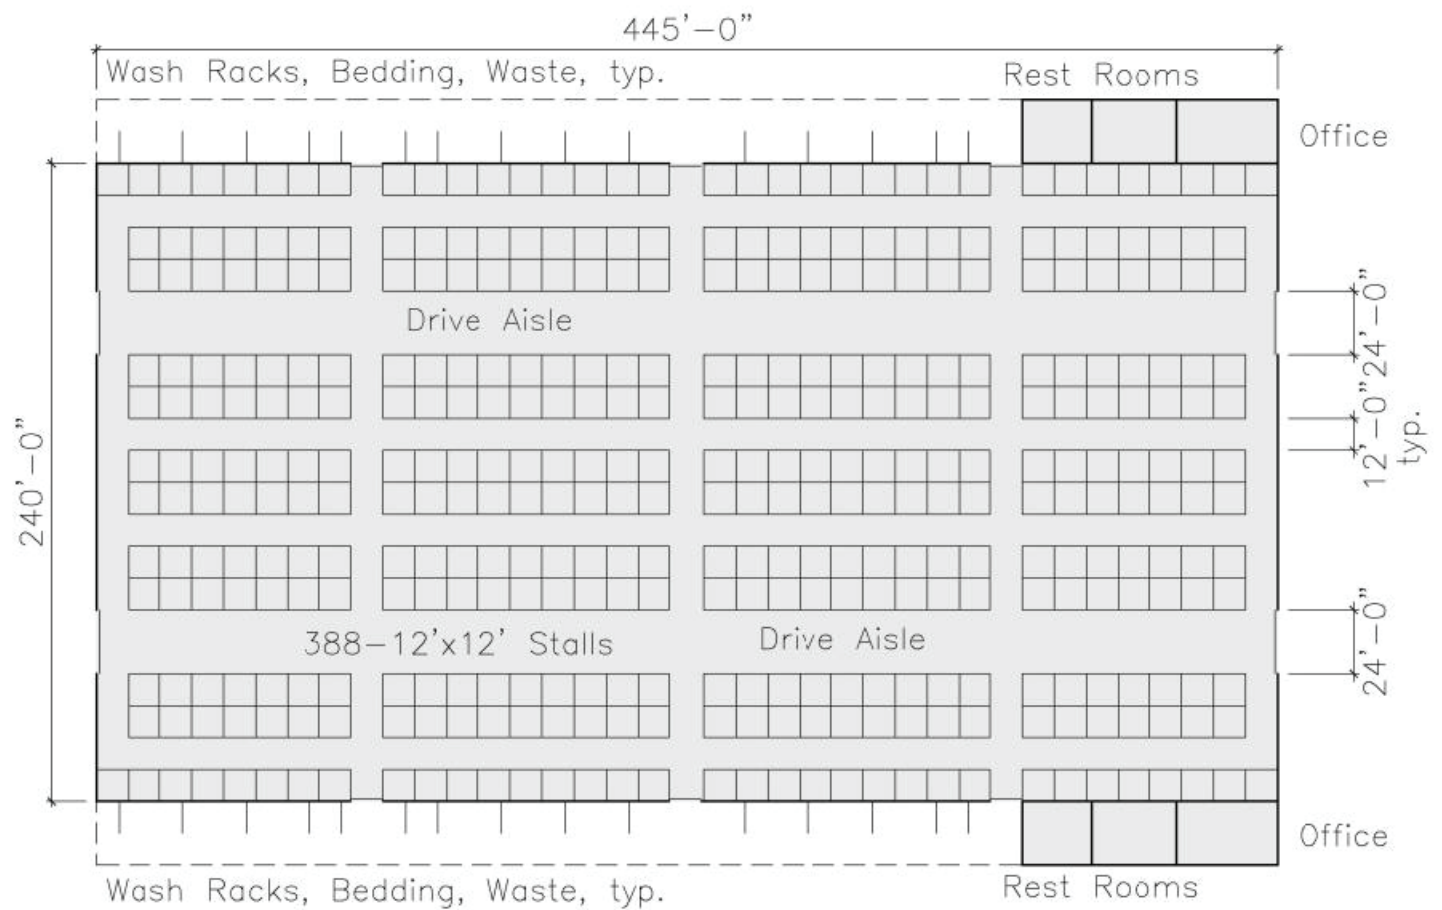 445'-0"
Wash Racks, Bedding, Waste, typ.
Rest Rooms
Office
Drive Aisle
24'-0"
12'-0"
typ.
240'-0"
388-12'x12' Stalls
Drive Aisle
24'-0"
Office
Wash Racks, Bedding, Waste, typ.
Rest Rooms